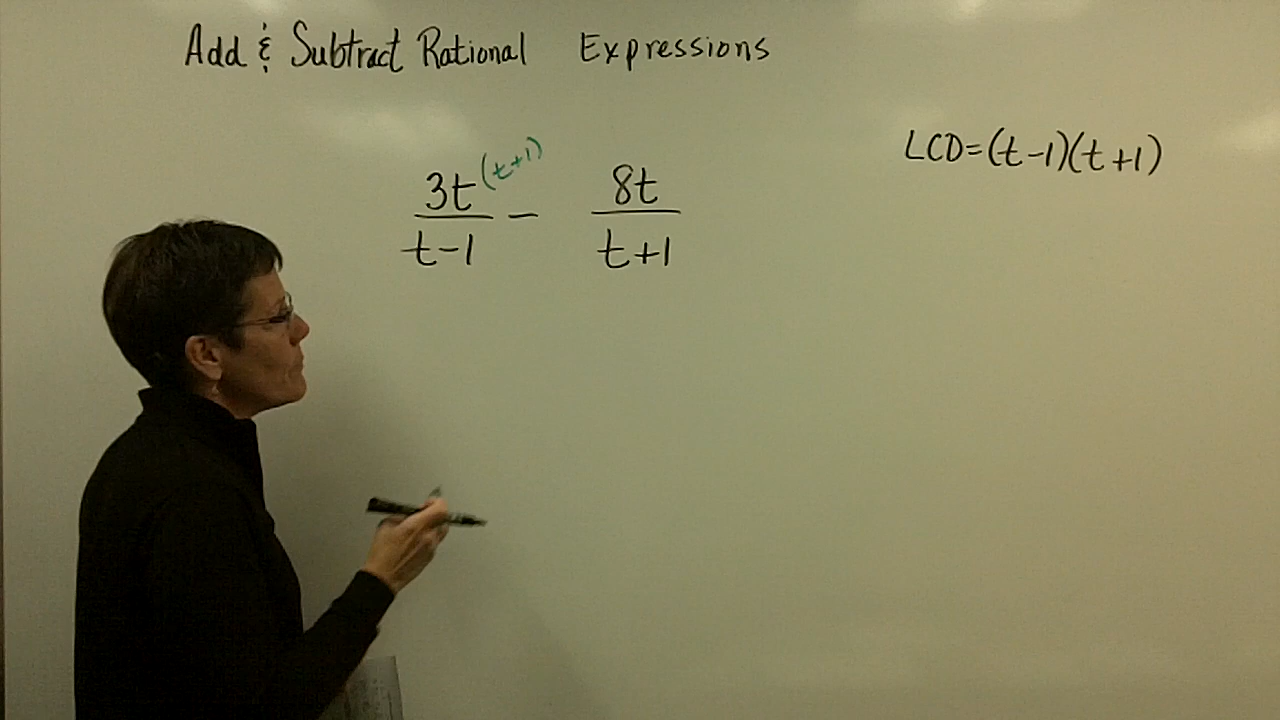 Add & Subtract Rational Expressions
LCD=(t-1)(t+1)
3t(t+1) 8t
—
t-1 t+1